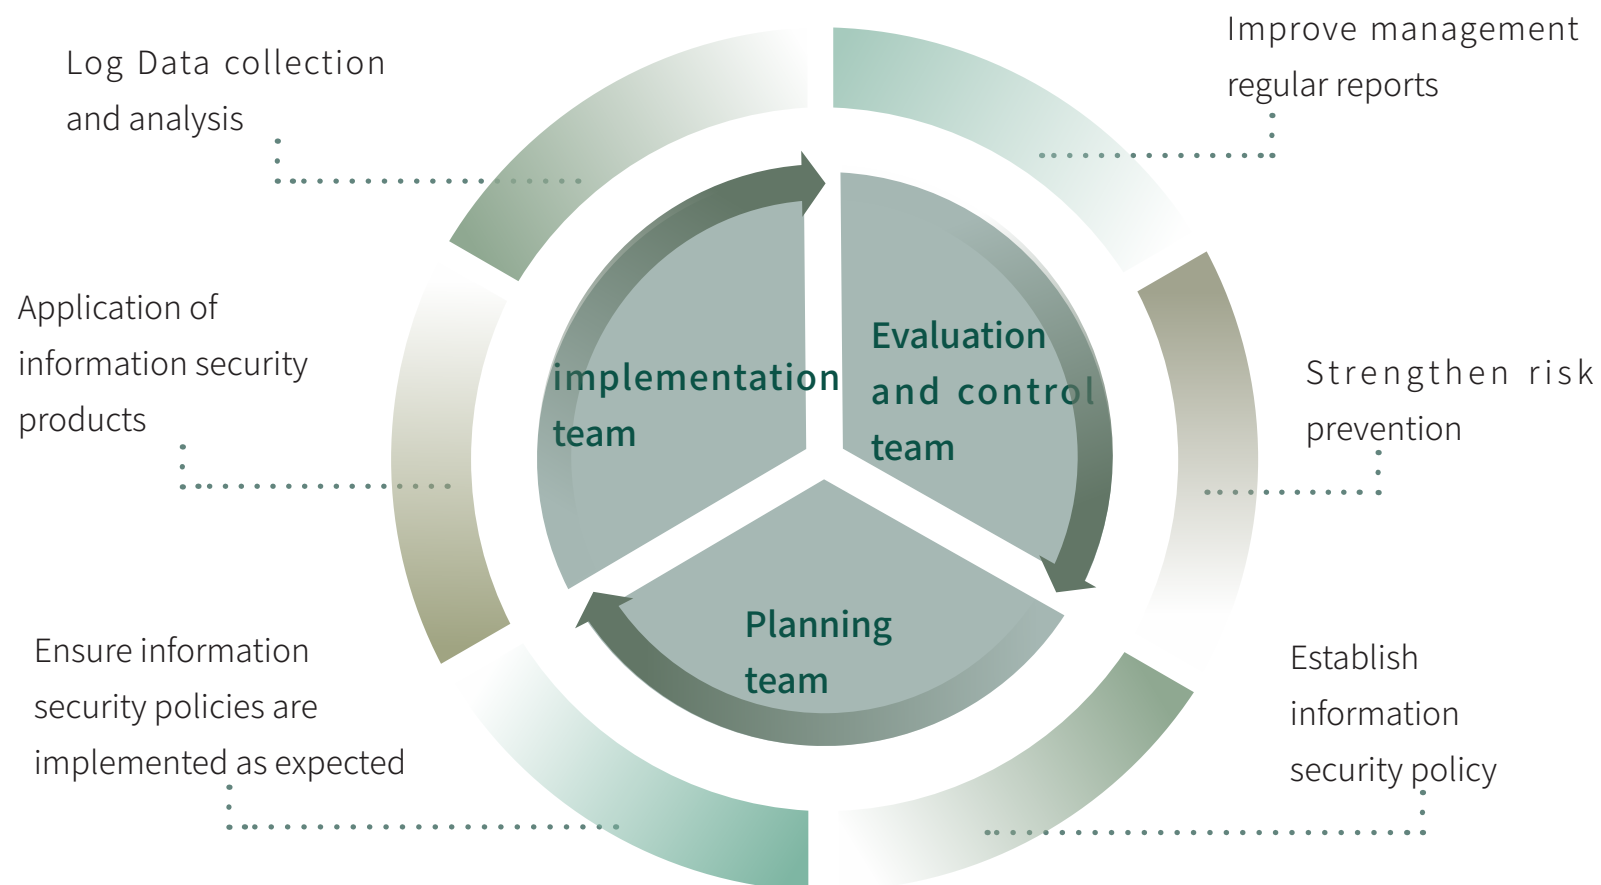 Log Data collection
and analysis
Improve management
regular reports
Application of
information security
products
implementation
team
Evaluation
and control
team
Strengthen risk
prevention
Planning
team
Ensure information
security policies are
implemented as expected
Establish
information
security policy